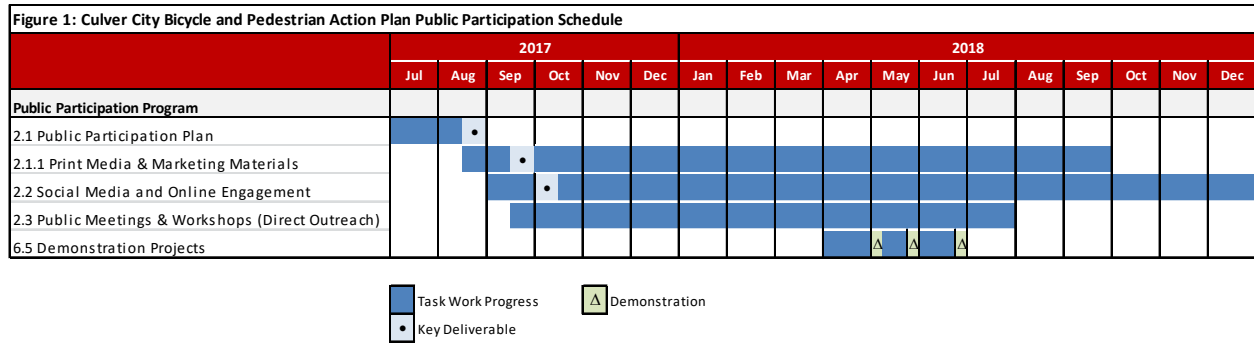 Figure 1: Culver City Bicycle and Pedestrian Action Plan Public Participation Schedule
2017 2018
Jul Aug Sep Oct Nov Dec Jan Feb Mar Apr May Jun Jul Aug Sep Oct Nov Dec
Public Participation Program
2.1 Public Participation Plan •
2.1.1 Print Media & Marketing Materials •
2.2 Social Media and Online Engagement •
2.3 Public Meetings & Workshops (Direct Outreach)
6.5 Demonstration Projects Δ Δ Δ
Task Work Progress Δ Demonstration
• Key Deliverable